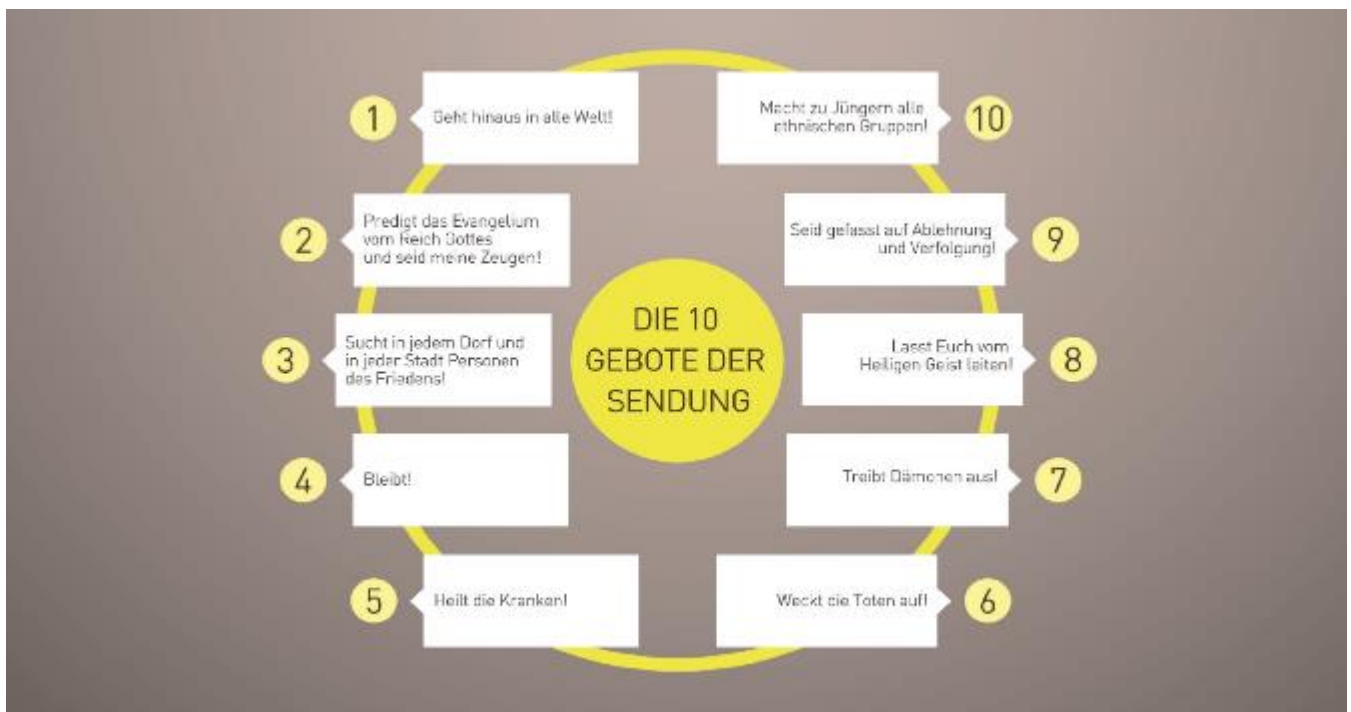 1
Geht hinaus in alle Welt!
2
Predigt das Evangelium
vom Reich Gottes
und seid meine Zeugen!
3
Sucht in jedem Dorf und
in jeder Stadt Personen
des Friedens!
4
Bleibt!
5
Heilt die Kranken!
DIE 10
GEBOTE DER
SENDUNG
6
Weckt die Toten auf!
7
Treibt Dämonen aus!
8
Lasst Euch vom
Heiligen Geist leiten!
9
Seid gefasst auf Ablehnung
und Verfolgung!
10
Macht zu Jüngern alle
ethnischen Gruppen!